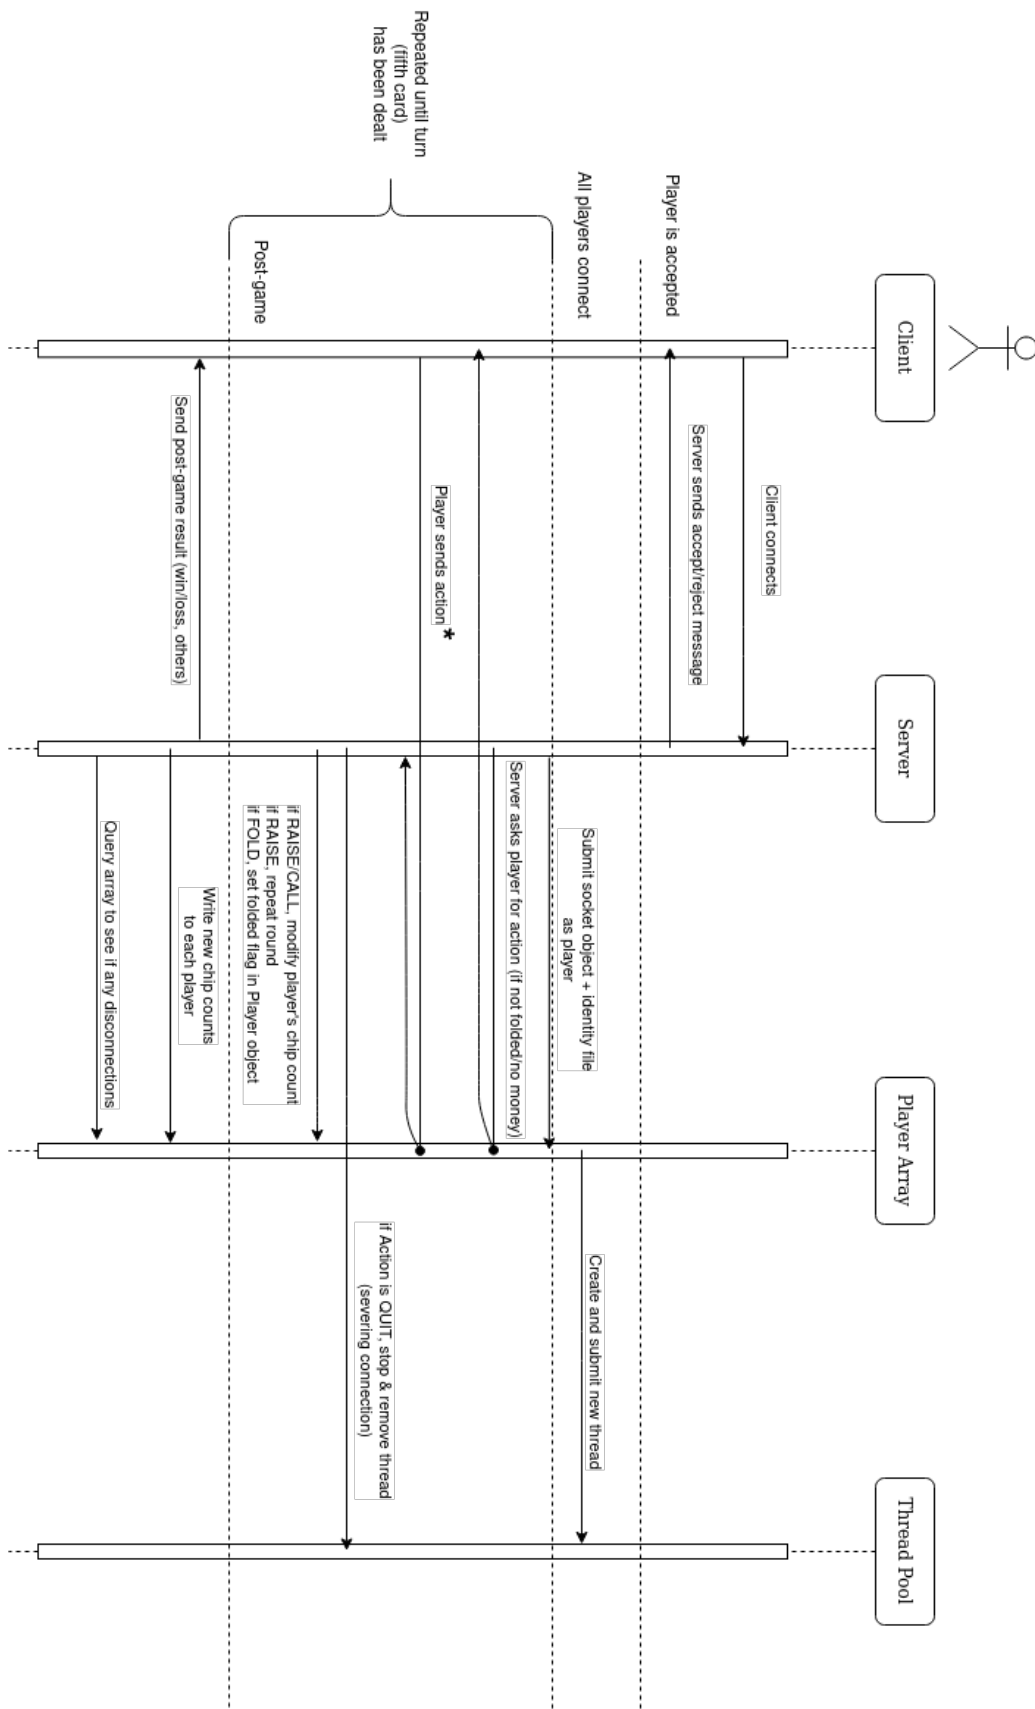 Client
Server
Player Array
Thread Pool
Client connects
Player is accepted
Server sends accept/reject message
Create and submit new thread
All players connect
Submit socket object + identity file
as player
Server asks player for action (if not folded/no money)
Repeated until turn
(fifth card)
has been dealt
Player sends action *
if Action is QUIT, stop & remove thread
(severing connection)
if RAISE/CALL, modify player's chip count
if RAISE, repeat round
if FOLD, set folded flag in Player object
Post-game
Send post-game result (win/loss, others)
Write new chip counts
to each player
Query array to see if any disconnections